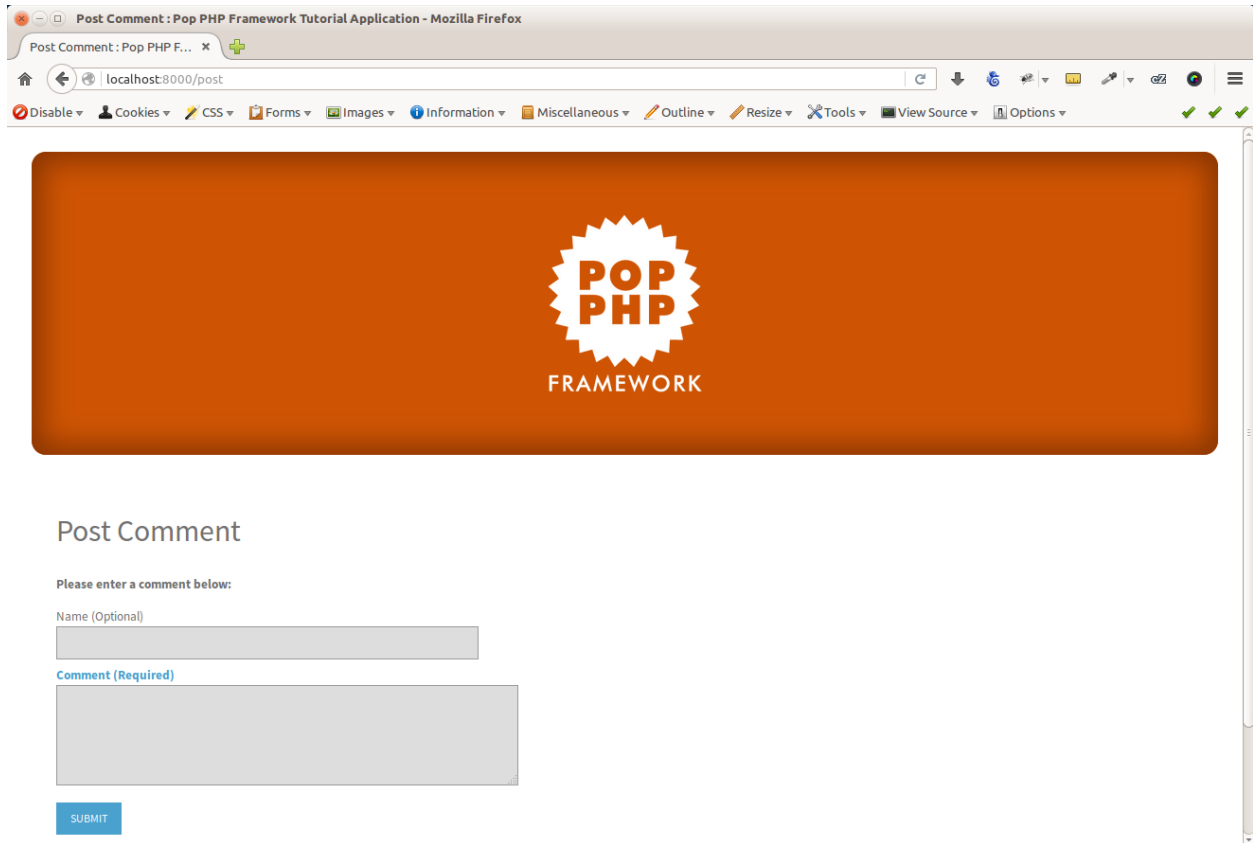 Post Comment : Pop PHP Framework Tutorial Application - Mozilla Firefox
Post Comment : Pop PHP F...
localhost:8000/post
Disable Cookies CSS Forms Images Information Miscellaneous Outline Resize Tools View Source Options
POP
PHP
FRAMEWORK
Post Comment
Please enter a comment below:
Name (Optional)
Comment (Required)
SUBMIT